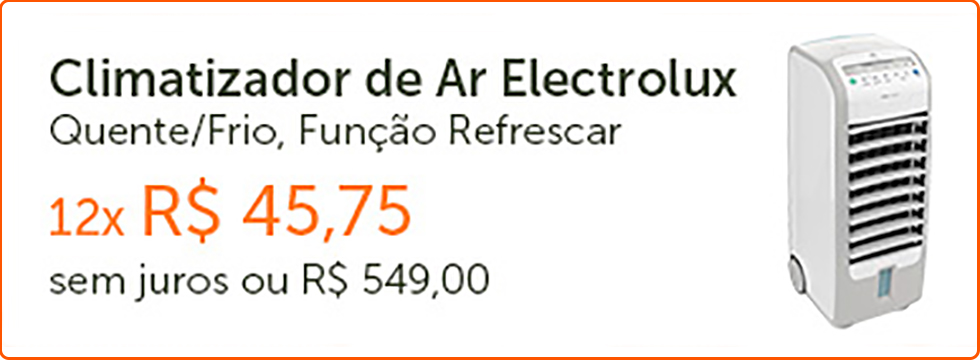 Climatizador de Ar Electrolux
Quente/Frio, Função Refrescar
12x R$ 45,75
sem juros ou R$ 549,00